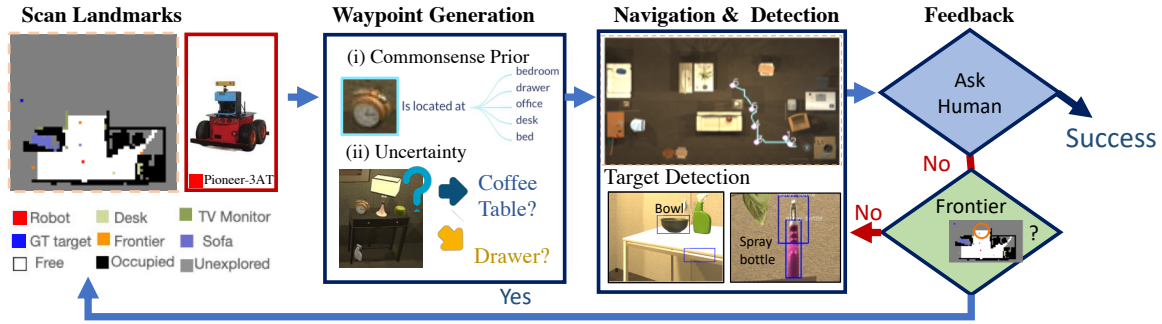 Scan Landmarks
Waypoint Generation
Navigation & Detection
Feedback
Pioneer-3AT
Robot
Desk
TV Monitor
GT target
Frontier
Sofa
Free
Occupied
Unexplored
(i) Commonsense Prior
Is located at
bedroom
drawer
office
desk
bed
(ii) Uncertainty
?
Coffee
Table?
Drawer?
Target Detection
Bowl
Spray
bottle
Ask
Human
Success
No
Frontier
?
No
Yes